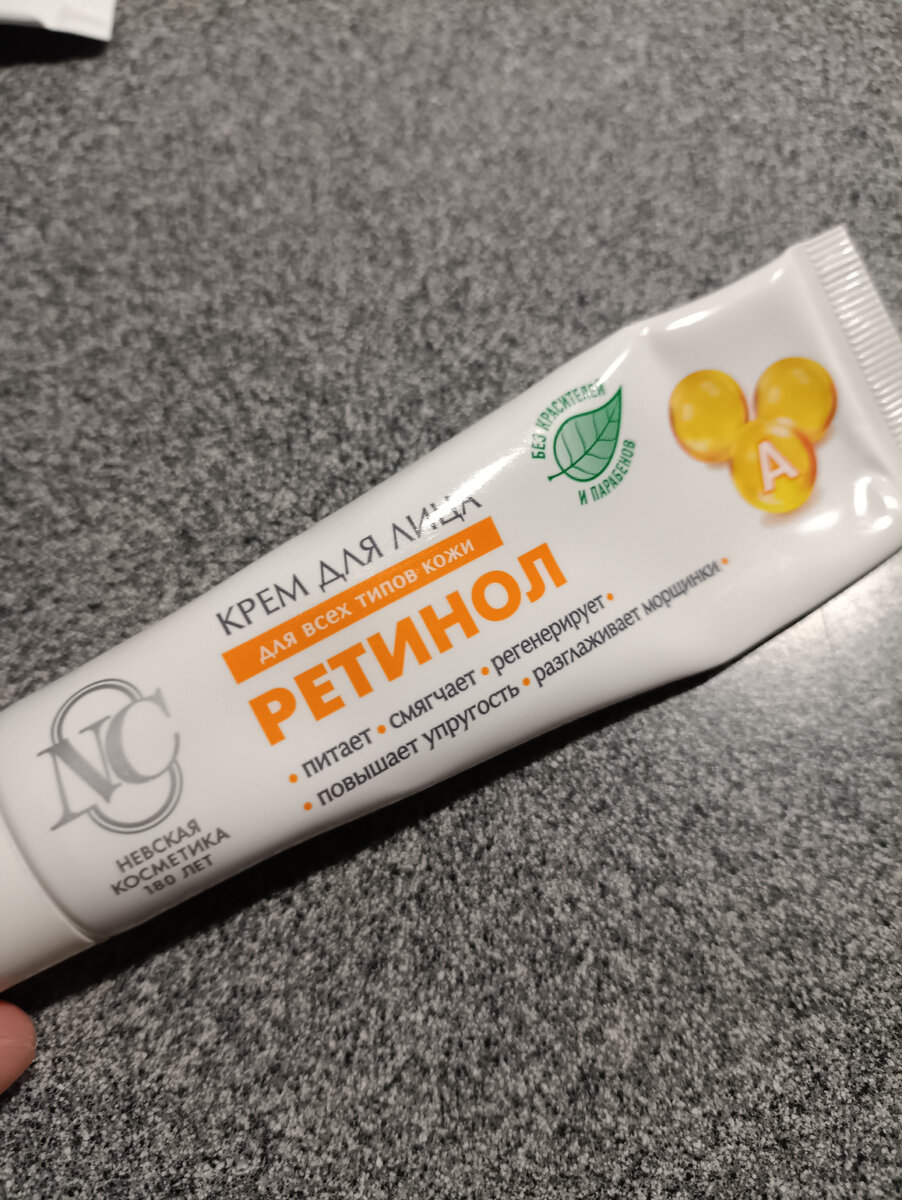 КРЕМ ДЛЯ ЛИЦА
для всех типов кожи
РЕТИНОЛ
• питает • смягчает • регенерирует •
• повышает упругость • разглаживает морщинки •
БЕЗ КРАСИТЕЛЕЙ
И ПАРАБЕНОВ
A
NC
НЕВСКАЯ
КОСМЕТИКА
180 ЛЕТ